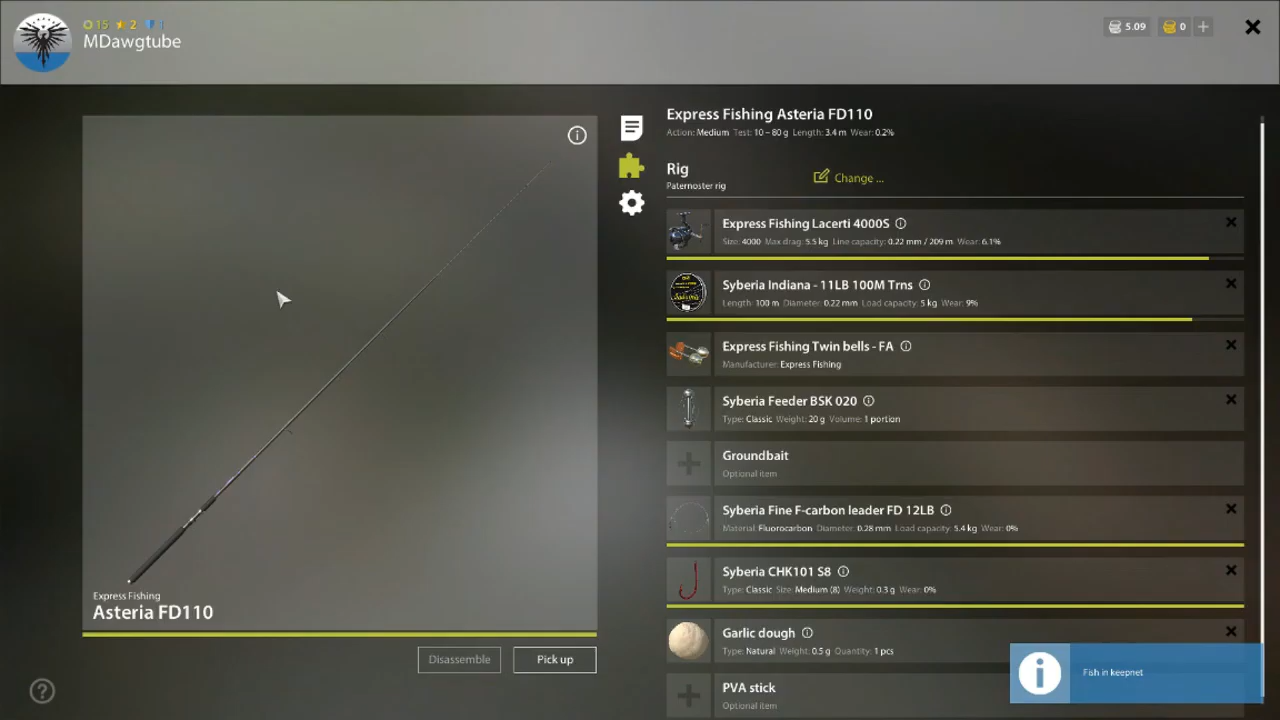 15 2 1
MDawgtube
5.09
0
Express Fishing Asteria FD110
Action: Medium Test: 10 – 80 g Length: 3.4 m Wear: 0.2%
Rig
Paternoster rig
Change ...
Express Fishing Lacerti 4000S
Size: 4000 Max drag: 5.5 kg Line capacity: 0.22 mm / 209 m Wear: 6.1%
Syberia Indiana - 11LB 100M Trns
Length: 100 m Diameter: 0.22 mm Load capacity: 5 kg Wear: 9%
Express Fishing Twin bells - FA
Manufacturer: Express Fishing
Syberia Feeder BSK 020
Type: Classic Weight: 20 g Volume: 1 portion
Groundbait
Optional item
Syberia Fine F-carbon leader FD 12LB
Material: Fluorocarbon Diameter: 0.28 mm Load capacity: 5.4 kg Wear: 0%
Syberia CHK101 S8
Type: Classic Size: Medium (8) Weight: 0.3 g Wear: 0%
Garlic dough
Type: Natural Weight: 0.5 g Quantity: 1 pcs
PVA stick
Optional item
Express Fishing
Asteria FD110
Disassemble
Pick up
Fish in keepnet